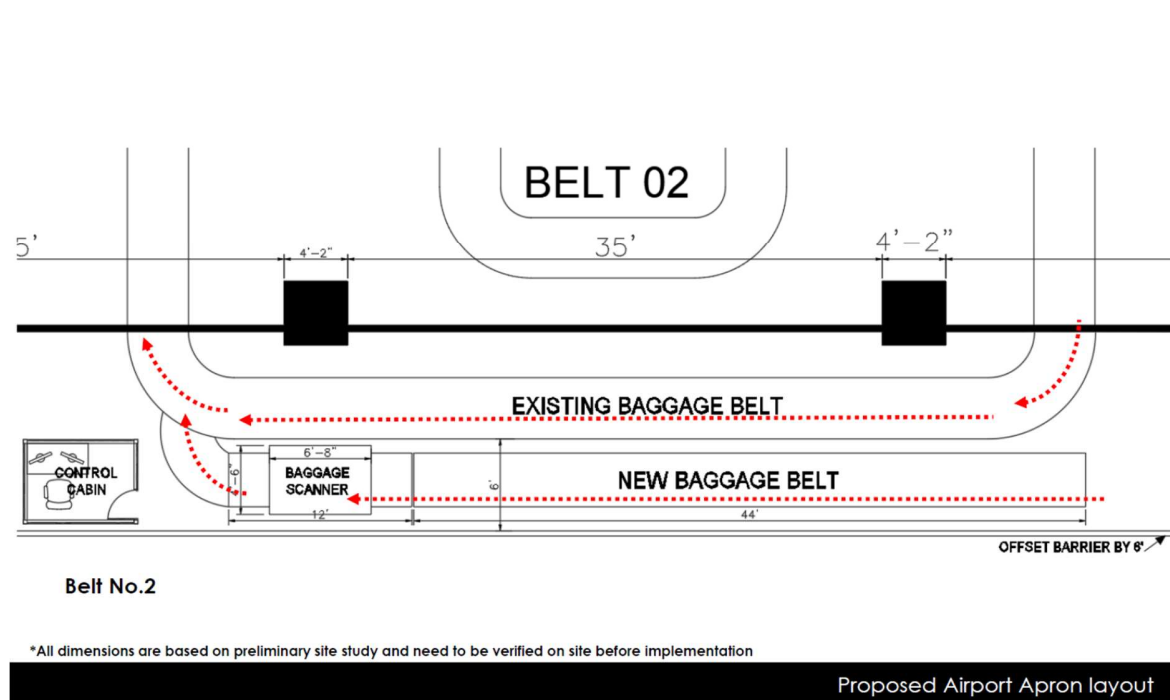 BELT 02
5'
4'-2"
35'
4'-2"
EXISTING BAGGAGE BELT
6'-8"
CONTROL
CABIN
BAGGAGE
SCANNER
-6"
6'
NEW BAGGAGE BELT
12'
44'
OFFSET BARRIER BY 6'
Belt No.2
*All dimensions are based on preliminary site study and need to be verified on site before implementation
Proposed Airport Apron layout